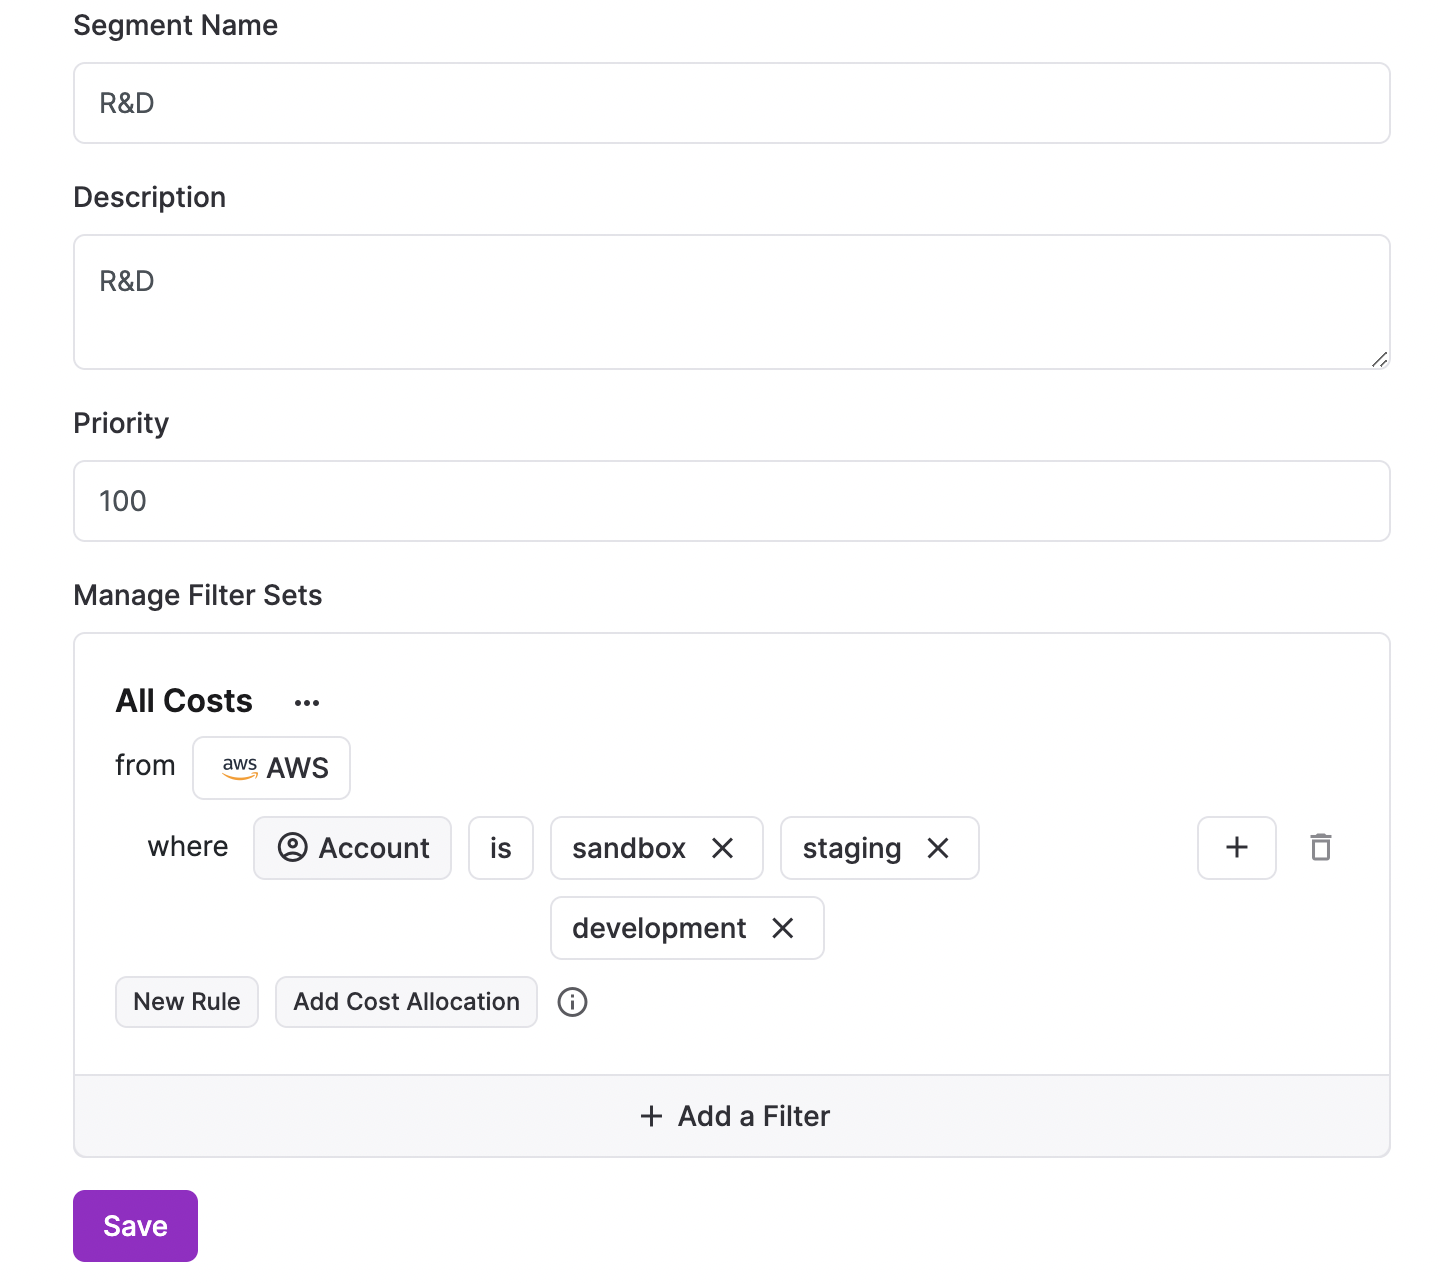 Segment Name
R&D
Description
R&D
Priority
100
Manage Filter Sets
All Costs ...
from aws AWS
where Account is sandbox staging
development
New Rule Add Cost Allocation
+ Add a Filter
Save